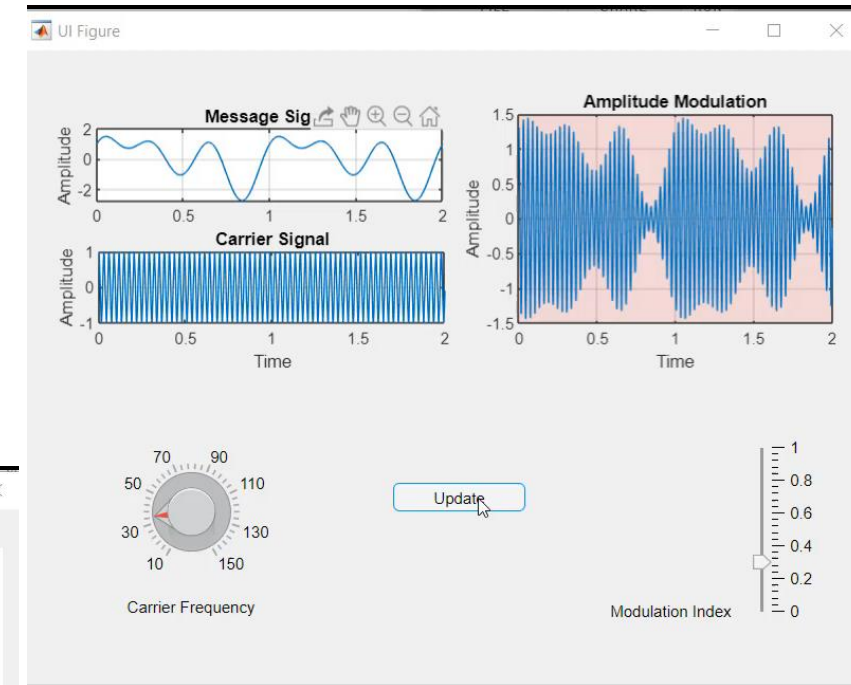 UI Figure
Message Sig
Amplitude
2
0
-2
0 0.5 1 1.5 2
Carrier Signal
Amplitude
1
0
-1
0 0.5 1 1.5 2
Time
Amplitude Modulation
Amplitude
1.5
1
0.5
0
-0.5
-1
-1.5
0 0.5 1 1.5 2
Time
70 90
50 110
30 130
10 150
Carrier Frequency
Update
1
0.8
0.6
0.4
0.2
0
Modulation Index